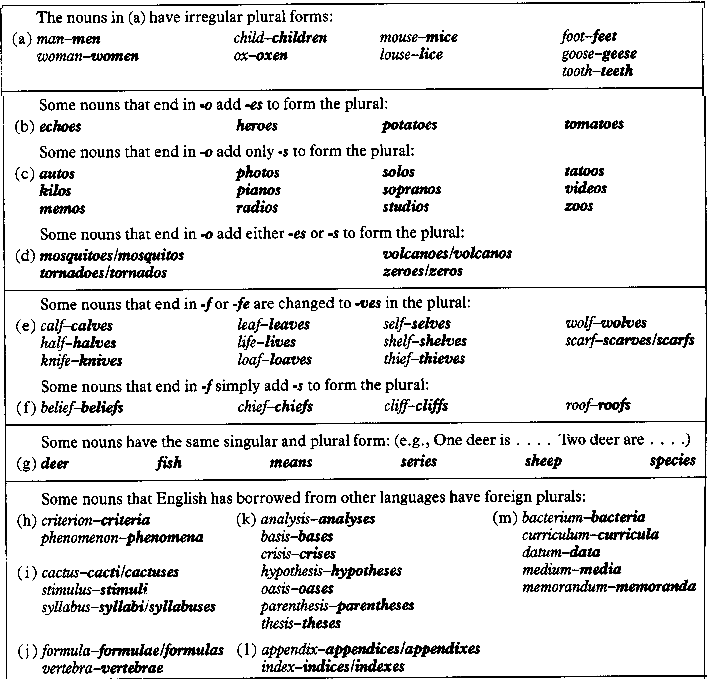 The nouns in (a) have irregular plural forms:
(a) man–men child–children mouse–mice foot–feet
woman–women ox–oxen louse–lice goose–geese
tooth–teeth
Some nouns that end in -o add -es to form the plural:
(b) echoes heroes potatoes tomatoes
Some nouns that end in -o add only -s to form the plural:
(c) autos photos solos tatoos
kilos pianos sopranos videos
memos radios studios zoos
Some nouns that end in -o add either -es or -s to form the plural:
(d) mosquitoes/mosquitos volcanoes/volcanos
tornadoes/tornados zeroes/zeros
Some nouns that end in -f or -fe are changed to -ves in the plural:
(e) calf–calves leaf–leaves self–selves wolf–wolves
half–halves life–lives shelf–shelves scarf–scarves/scarfs
knife–knives loaf–loaves thief–thieves
Some nouns that end in -f simply add -s to form the plural:
(f) belief–beliefs chief–chiefs cliff–cliffs roof–roofs
Some nouns have the same singular and plural form: (e.g., One deer is . . . . Two deer are . . . .)
(g) deer fish means series sheep species
Some nouns that English has borrowed from other languages have foreign plurals:
(h) criterion–criteria (k) analysis–analyses (m) bacterium–bacteria
phenomenon–phenomena basis–bases curriculum–curricula
crisis–crises datum–data
(i) cactus–cacti/cactuses hypothesis–hypotheses medium–media
stimulus–stimuli oasis–oases memorandum–memoranda
syllabus–syllabi/syllabuses parenthesis–parentheses
thesis–theses
(j) formula–formulae/formulas (l) appendix–appendices/appendixes
vertebra–vertebrae index–indices/indexes